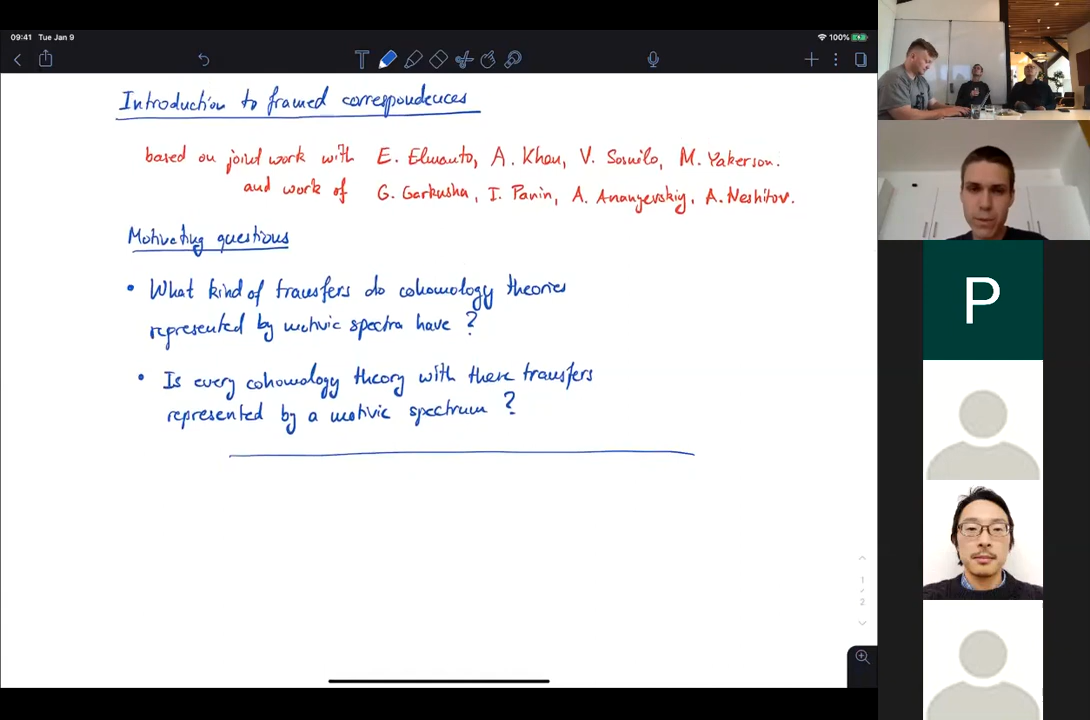 09:41 Tue Jan 9
100%
Introduction to framed correspondences
based on joint work with E. Elmanto, A. Khan, V. Sosnilo, M. Yakerson.
and work of G. Garkusha, I. Panin, A. Ananyevskiy, A. Neshitov.
Motivating questions
• What kind of transfers do cohomology theories
represented by motivic spectra have ?
• Is every cohomology theory with these transfers
represented by a motivic spectrum ?
1
/
2
P